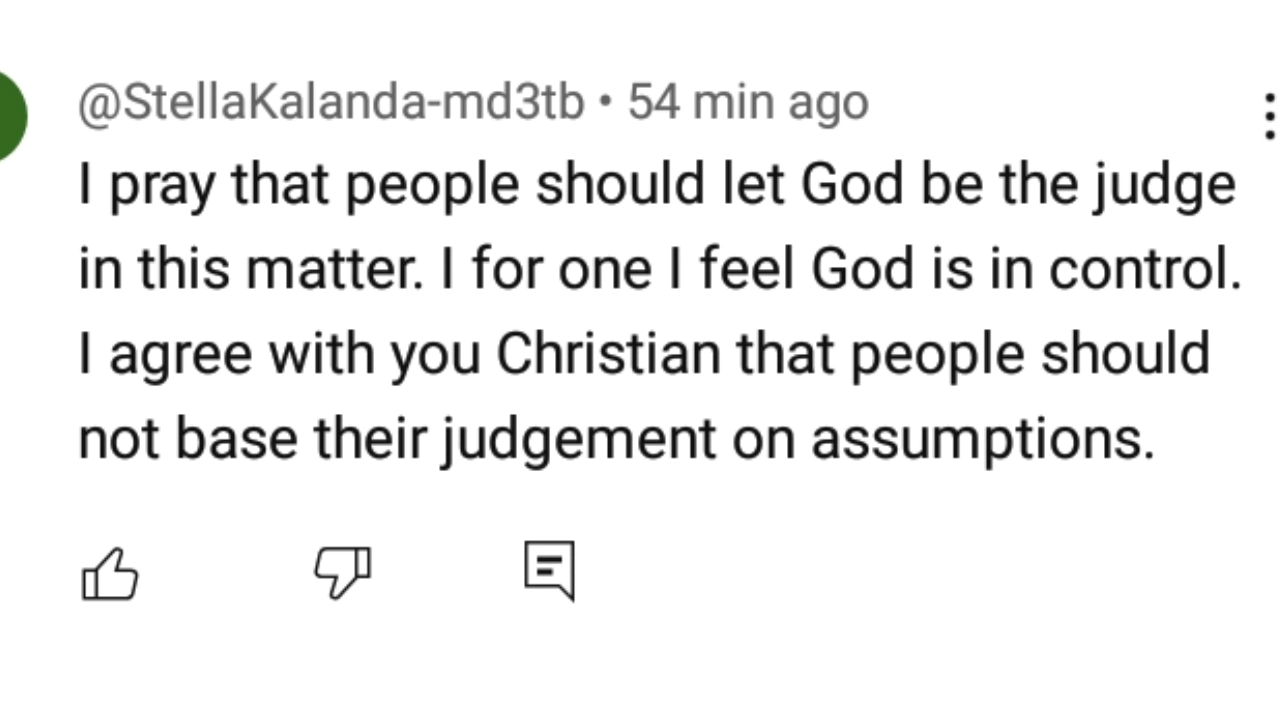 @StellaKalanda-md3tb • 54 min ago
I pray that people should let God be the judge
in this matter. I for one I feel God is in control.
I agree with you Christian that people should
not base their judgement on assumptions.